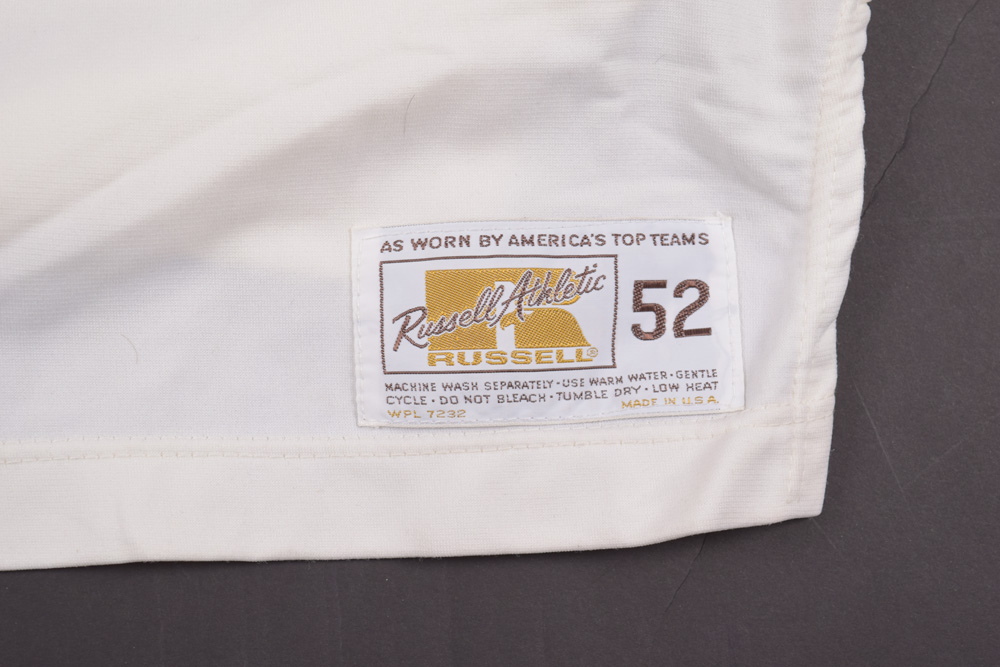 AS WORN BY AMERICA'S TOP TEAMS
Russell Athletic
RUSSELL®
52
MACHINE WASH SEPARATELY · USE WARM WATER · GENTLE
CYCLE · DO NOT BLEACH · TUMBLE DRY · LOW HEAT
WPL 7232 MADE IN U.S.A.